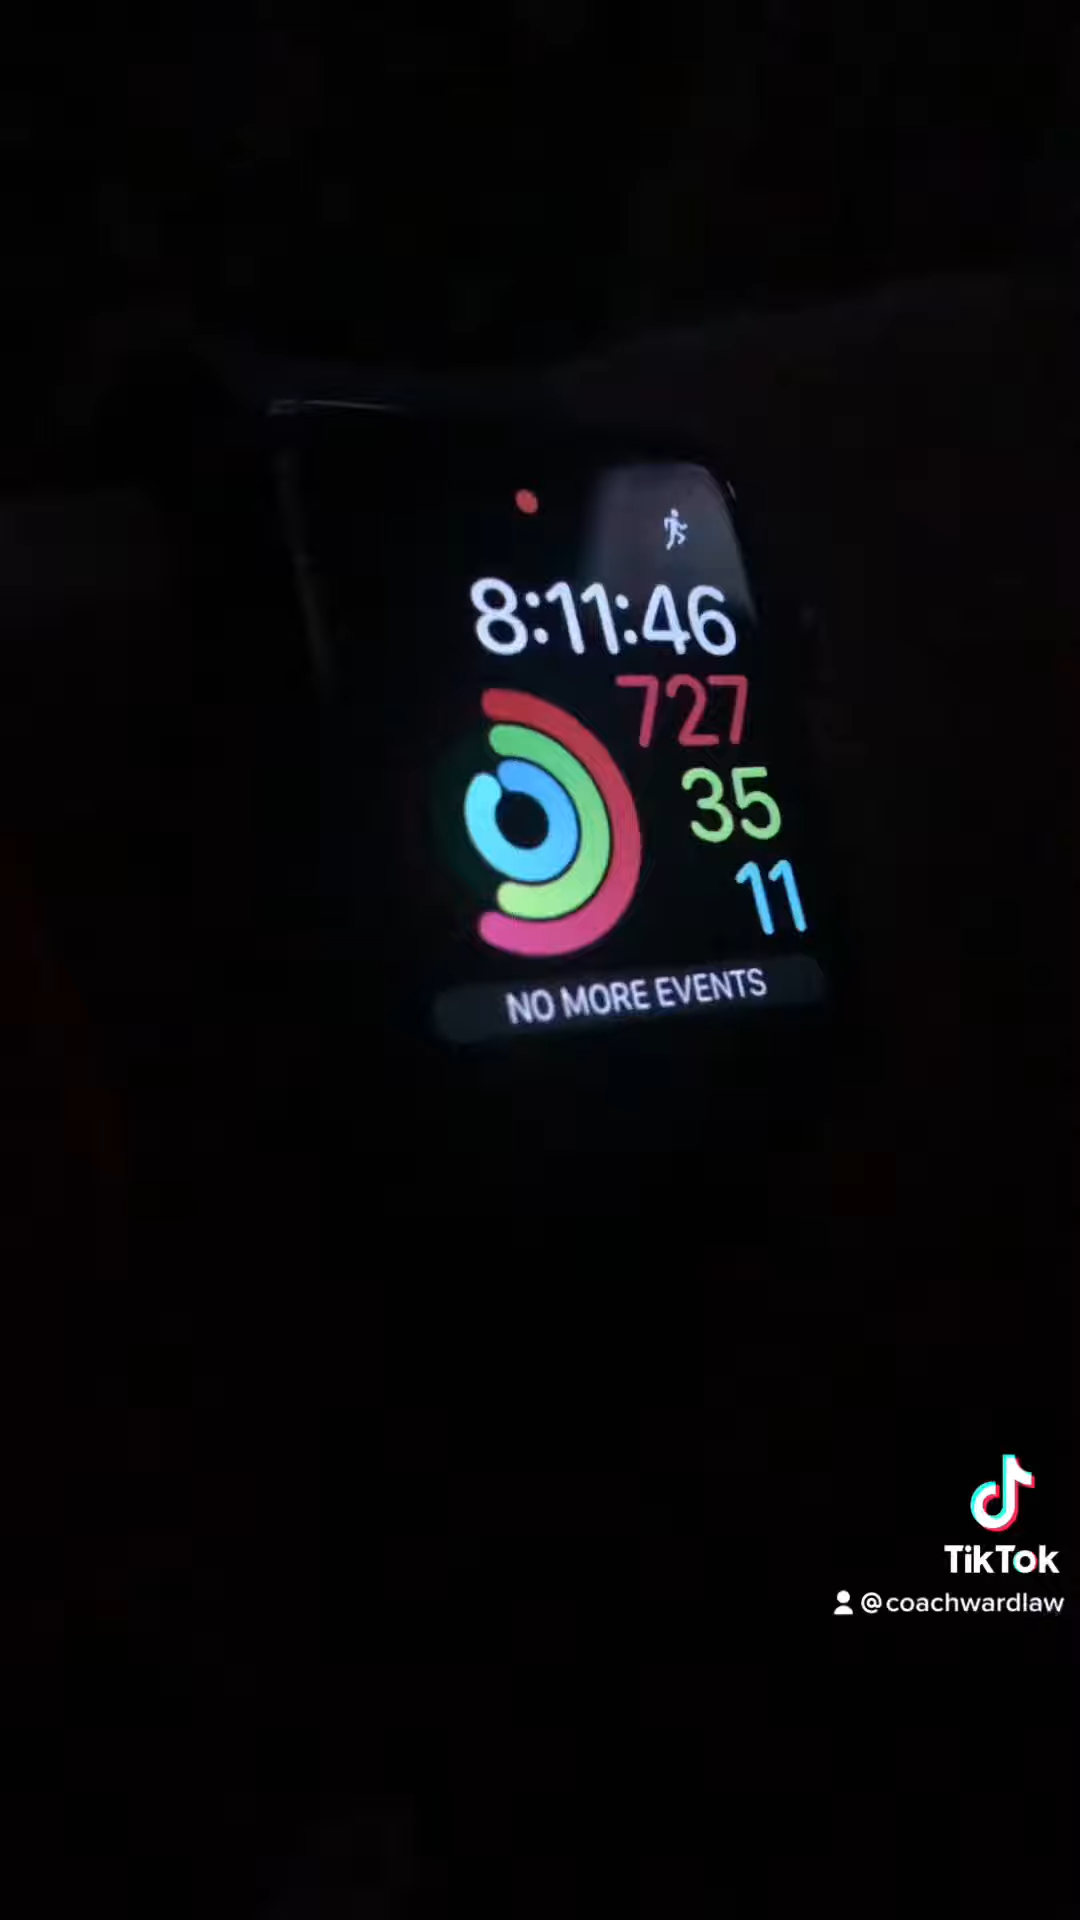 8:11:46
727
35
11
NO MORE EVENTS
TikTok
@coachwardlaw